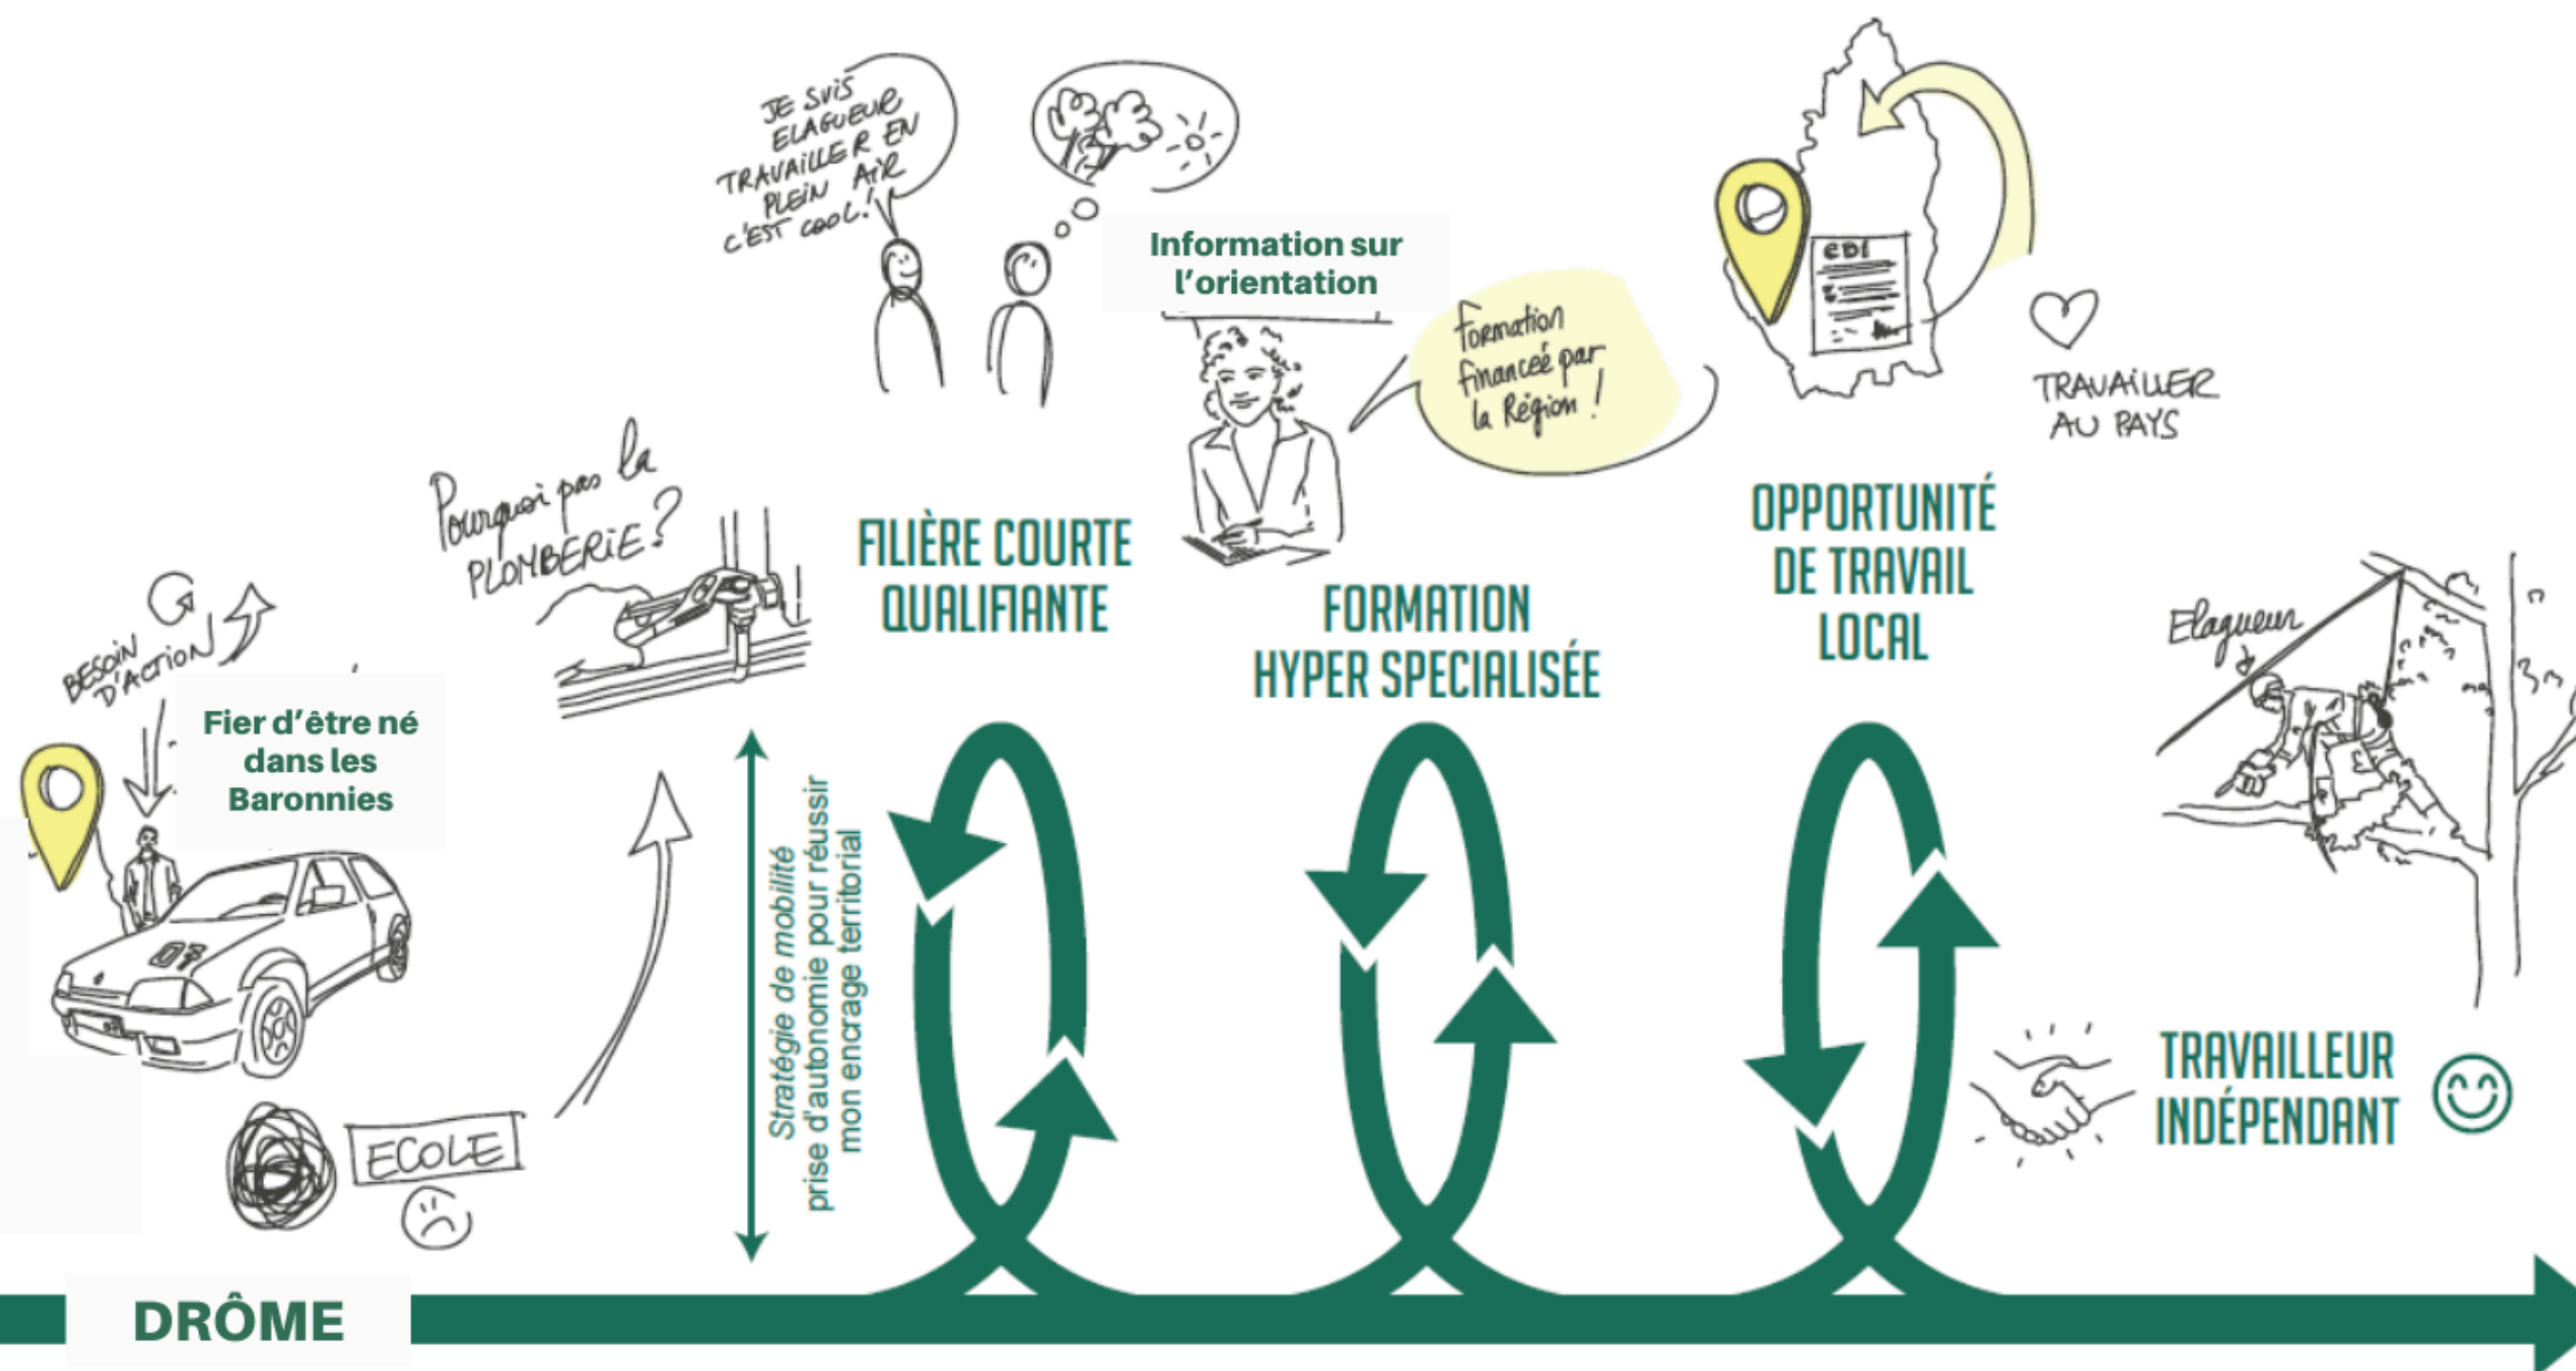 JE SUIS
ELAGUEUR
TRAVAILLER EN
PLEIN AIR
C'EST COOL!
Information sur
l'orientation
Formation
financée par
la Région !
CDI
TRAVAILLER
AU PAYS
Pourquoi pas la
PLOMBERIE?
BESOIN
D'ACTION
Fier d'être né
dans les
Baronnies
07
ECOLE
Stratégie de mobilité
prise d'autonomie pour réussir
mon encrage territorial
FILIÈRE COURTE
QUALIFIANTE
FORMATION
HYPER SPECIALISÉE
OPPORTUNITÉ
DE TRAVAIL
LOCAL
Elagueur
TRAVAILLEUR
INDÉPENDANT
DRÔME